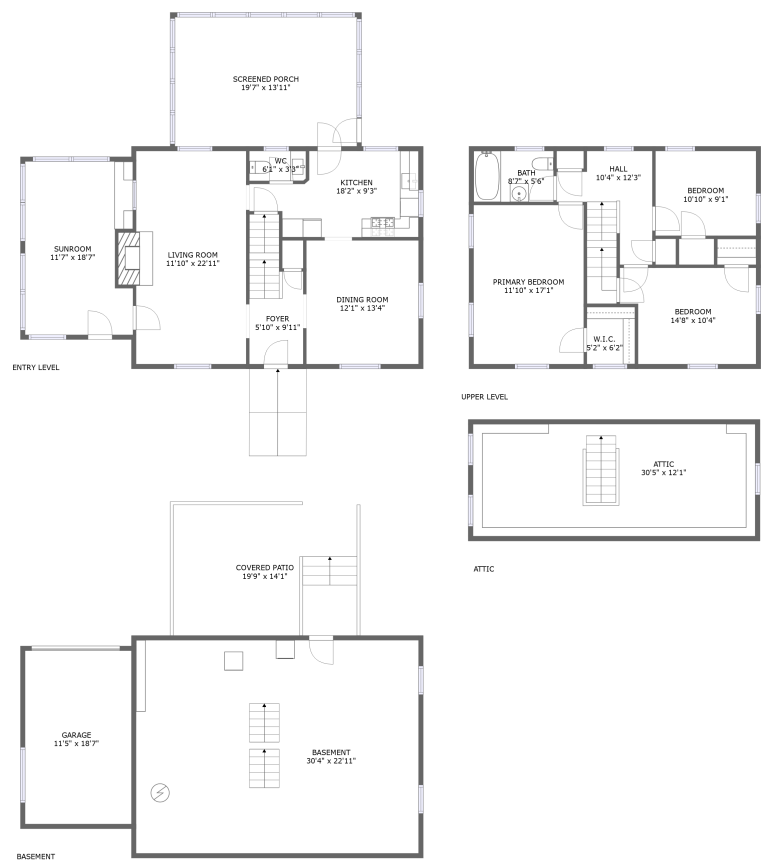 SCREENED PORCH
19'7" x 13'11"
WC
6'1" x 3'3"
KITCHEN
18'2" x 9'3"
SUNROOM
11'7" x 18'7"
LIVING ROOM
11'10" x 22'11"
DINING ROOM
12'1" x 13'4"
FOYER
5'10" x 9'11"
ENTRY LEVEL
BATH
8'7" x 5'6"
HALL
10'4" x 12'3"
BEDROOM
10'10" x 9'1"
PRIMARY BEDROOM
11'10" x 17'1"
BEDROOM
14'8" x 10'4"
W.I.C.
5'2" x 6'2"
UPPER LEVEL
ATTIC
30'5" x 12'1"
ATTIC
COVERED PATIO
19'9" x 14'1"
GARAGE
11'5" x 18'7"
BASEMENT
30'4" x 22'11"
BASEMENT